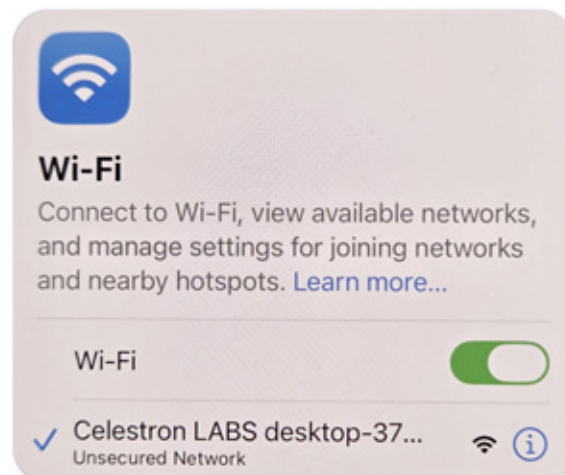 Wi-Fi
Connect to Wi-Fi, view available networks,
and manage settings for joining networks
and nearby hotspots. Learn more...
Wi-Fi
Celestron LABS desktop-37...
Unsecured Network